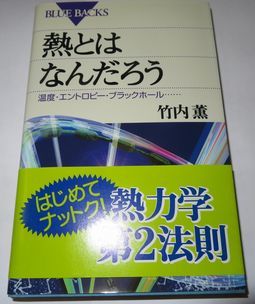 BLUE BACKS
熱とは
なんだろう
温度・エントロピー・ブラックホール……
竹内 薫
はじめて
ナットク!
熱力学
第2法則